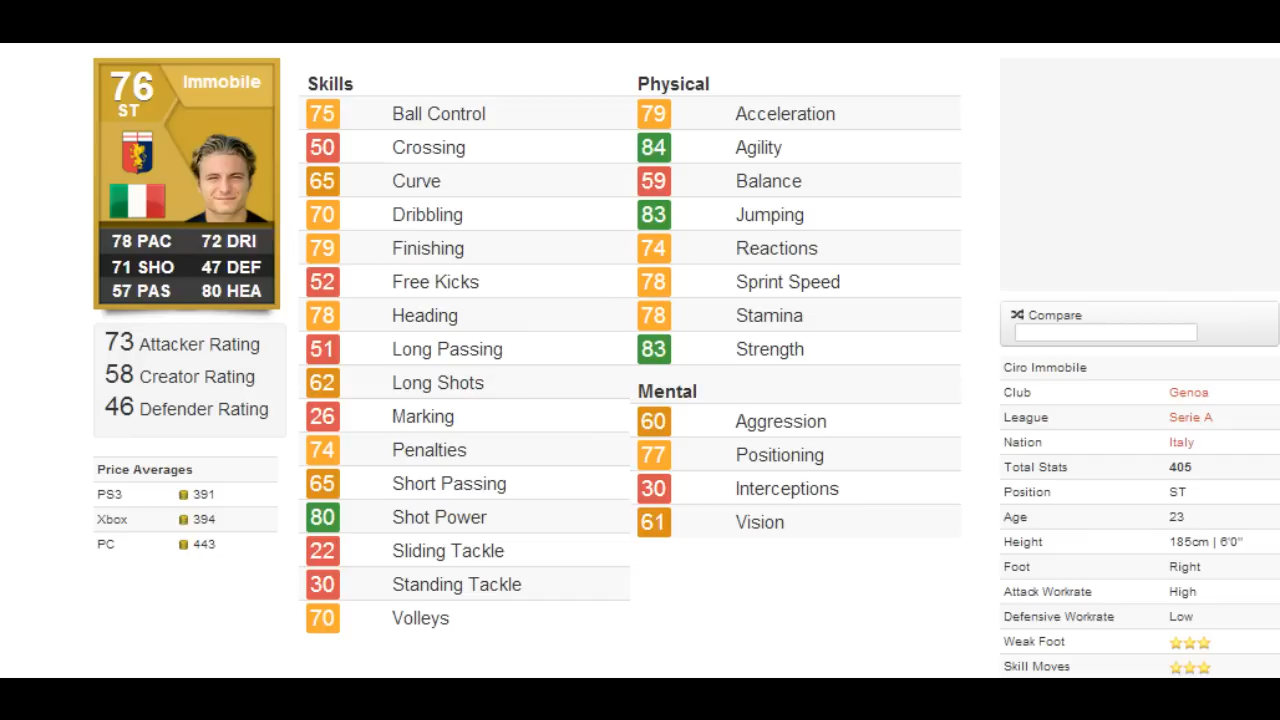 76
ST
Immobile
78 PAC 72 DRI
71 SHO 47 DEF
57 PAS 80 HEA
73 Attacker Rating
58 Creator Rating
46 Defender Rating
Price Averages
PS3 391
Xbox 394
PC 443
Skills
75 Ball Control
50 Crossing
65 Curve
70 Dribbling
79 Finishing
52 Free Kicks
78 Heading
51 Long Passing
62 Long Shots
26 Marking
74 Penalties
65 Short Passing
80 Shot Power
22 Sliding Tackle
30 Standing Tackle
70 Volleys
Physical
79 Acceleration
84 Agility
59 Balance
83 Jumping
74 Reactions
78 Sprint Speed
78 Stamina
83 Strength
Mental
60 Aggression
77 Positioning
30 Interceptions
61 Vision
Compare
Ciro Immobile
Club Genoa
League Serie A
Nation Italy
Total Stats 405
Position ST
Age 23
Height 185cm | 6'0"
Foot Right
Attack Workrate High
Defensive Workrate Low
Weak Foot
Skill Moves